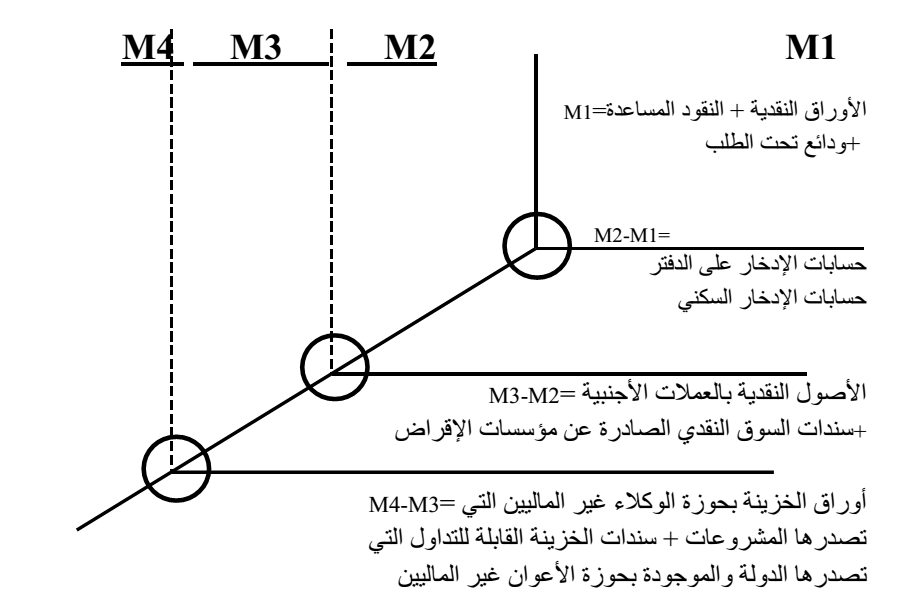 M4 M3 M2 M1
M1=الأوراق النقدية + النقود المساعدة
+ودائع تحت الطلب
M2-M1=
حسابات الإدخار على الدفتر
حسابات الإدخار السكني
M3-M2= الأصول النقدية بالعملات الأجنبية
+سندات السوق النقدي الصادرة عن مؤسسات الإقراض
M4-M3= أوراق الخزينة بحوزة الوكلاء غير الماليين التي
تصدرها المشروعات + سندات الخزينة القابلة للتداول التي
تصدرها الدولة والموجودة بحوزة الأعوان غير الماليين